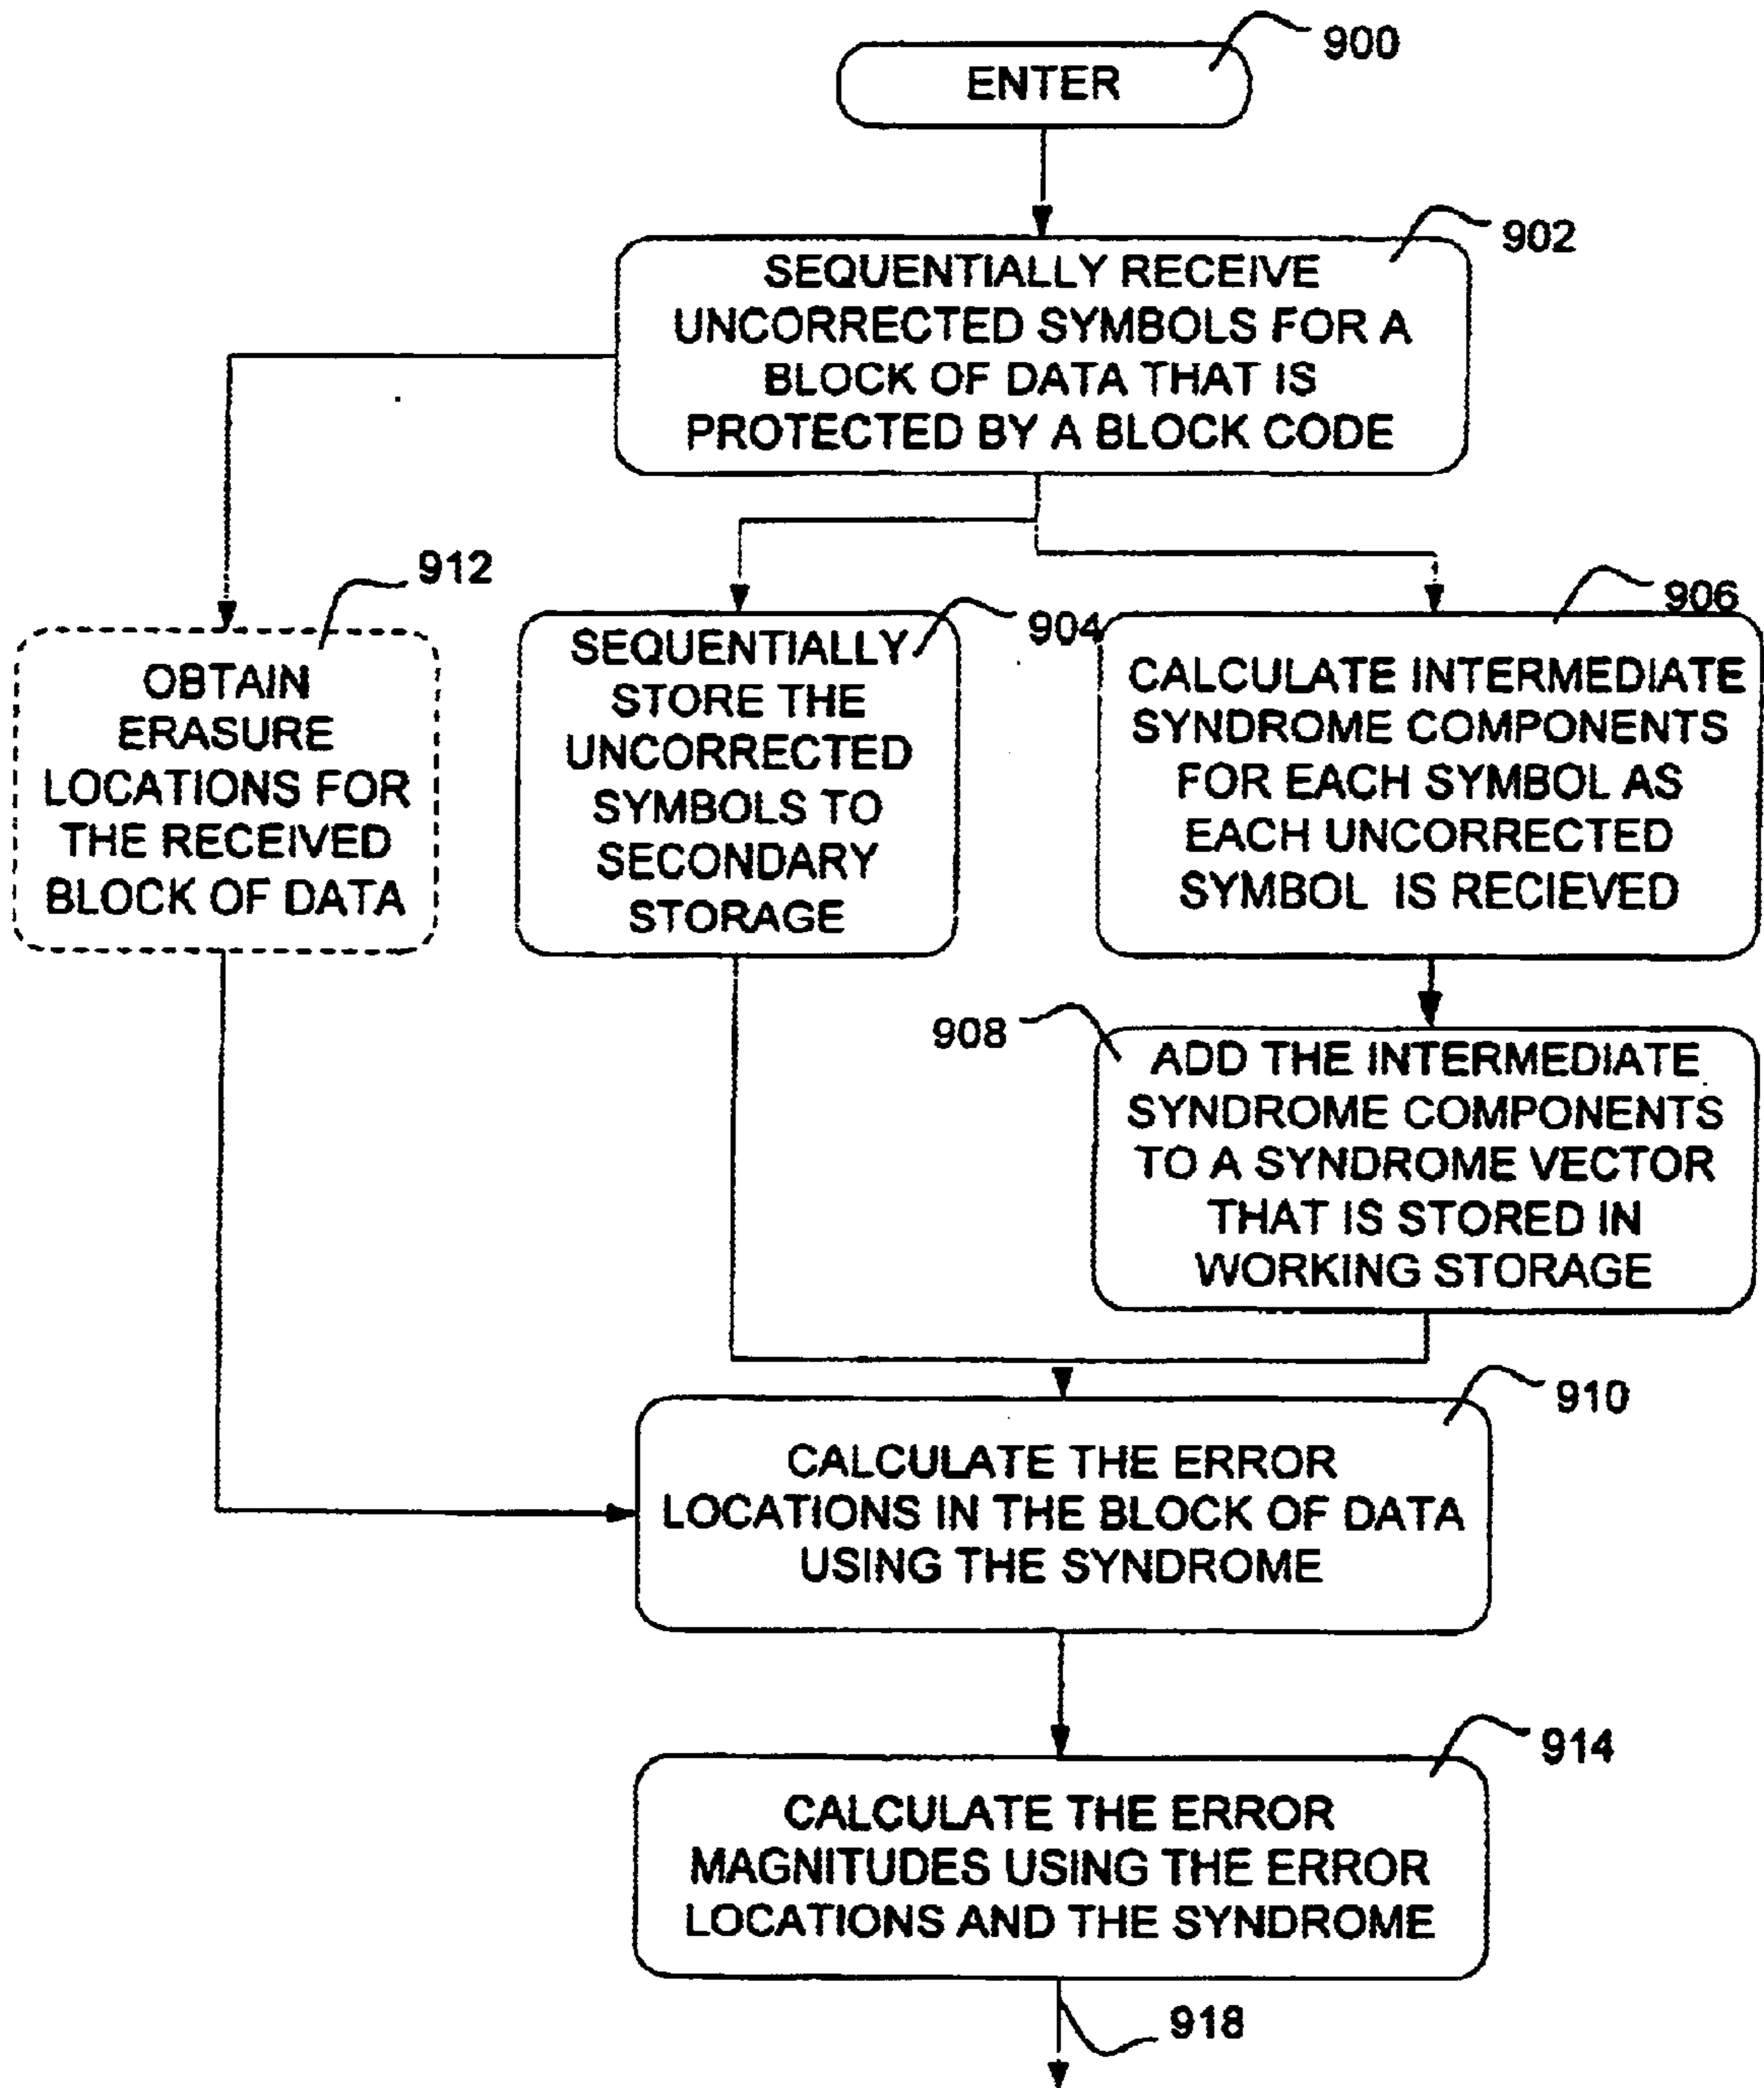 900
ENTER
902
SEQUENTIALLY RECEIVE
UNCORRECTED SYMBOLS FOR A
BLOCK OF DATA THAT IS
PROTECTED BY A BLOCK CODE
912
OBTAIN
ERASURE
LOCATIONS FOR
THE RECEIVED
BLOCK OF DATA
904
SEQUENTIALLY
STORE THE
UNCORRECTED
SYMBOLS TO
SECONDARY
STORAGE
906
CALCULATE INTERMEDIATE
SYNDROME COMPONENTS
FOR EACH SYMBOL AS
EACH UNCORRECTED
SYMBOL IS RECIEVED
908
ADD THE INTERMEDIATE
SYNDROME COMPONENTS
TO A SYNDROME VECTOR
THAT IS STORED IN
WORKING STORAGE
910
CALCULATE THE ERROR
LOCATIONS IN THE BLOCK OF DATA
USING THE SYNDROME
914
CALCULATE THE ERROR
MAGNITUDES USING THE ERROR
LOCATIONS AND THE SYNDROME
918